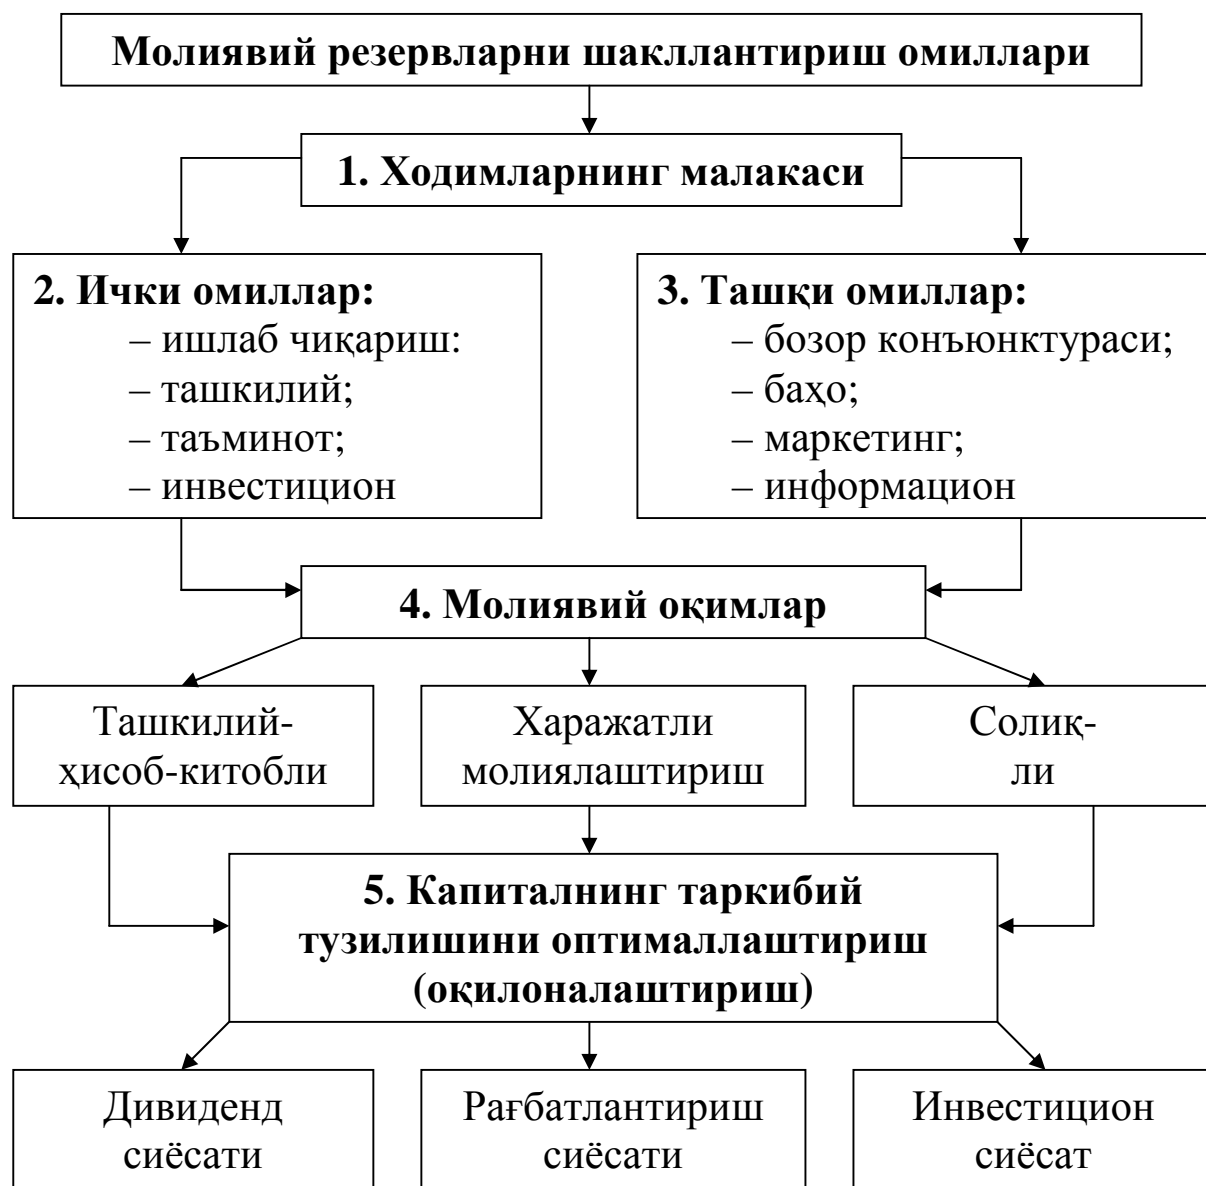 Молиявий резервларни шакллантириш омиллари
1. Ходимларнинг малакаси
2. Ички омиллар:
– ишлаб чиқариш:
– ташкилий;
– таъминот;
– инвестицион
3. Ташқи омиллар:
– бозор конъюнктураси;
– баҳо;
– маркетинг;
– информацион
4. Молиявий оқимлар
Ташкилий-
ҳисоб-китобли
Харажатли
молиялаштириш
Солиқ-
ли
5. Капиталнинг таркибий
тузилишини оптималлаштириш
(оқилоналаштириш)
Дивиденд
сиёсати
Рағбатлантириш
сиёсати
Инвестицион
сиёсат